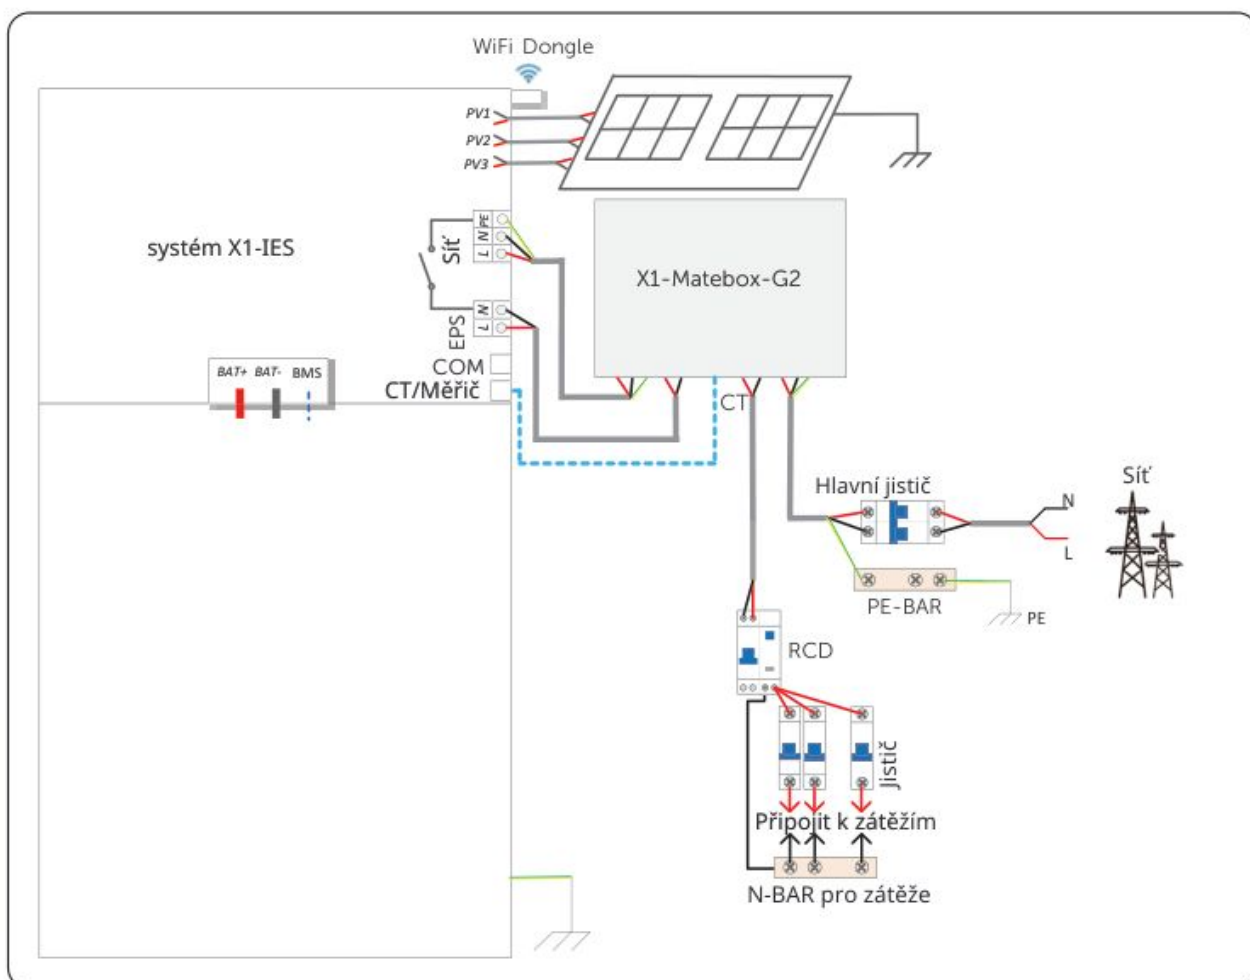 WiFi Dongle
PV1
PV2
PV3
systém X1-IES
Síť
PE
N
L
X1-Matebox-G2
EPS
N
L
COM
CT/Měřič
BAT+ BAT- BMS
CT
Hlavní jistič
Síť
N
L
PE-BAR
PE
RCD
Jistič
Připojit k zátěžím
N-BAR pro zátěže